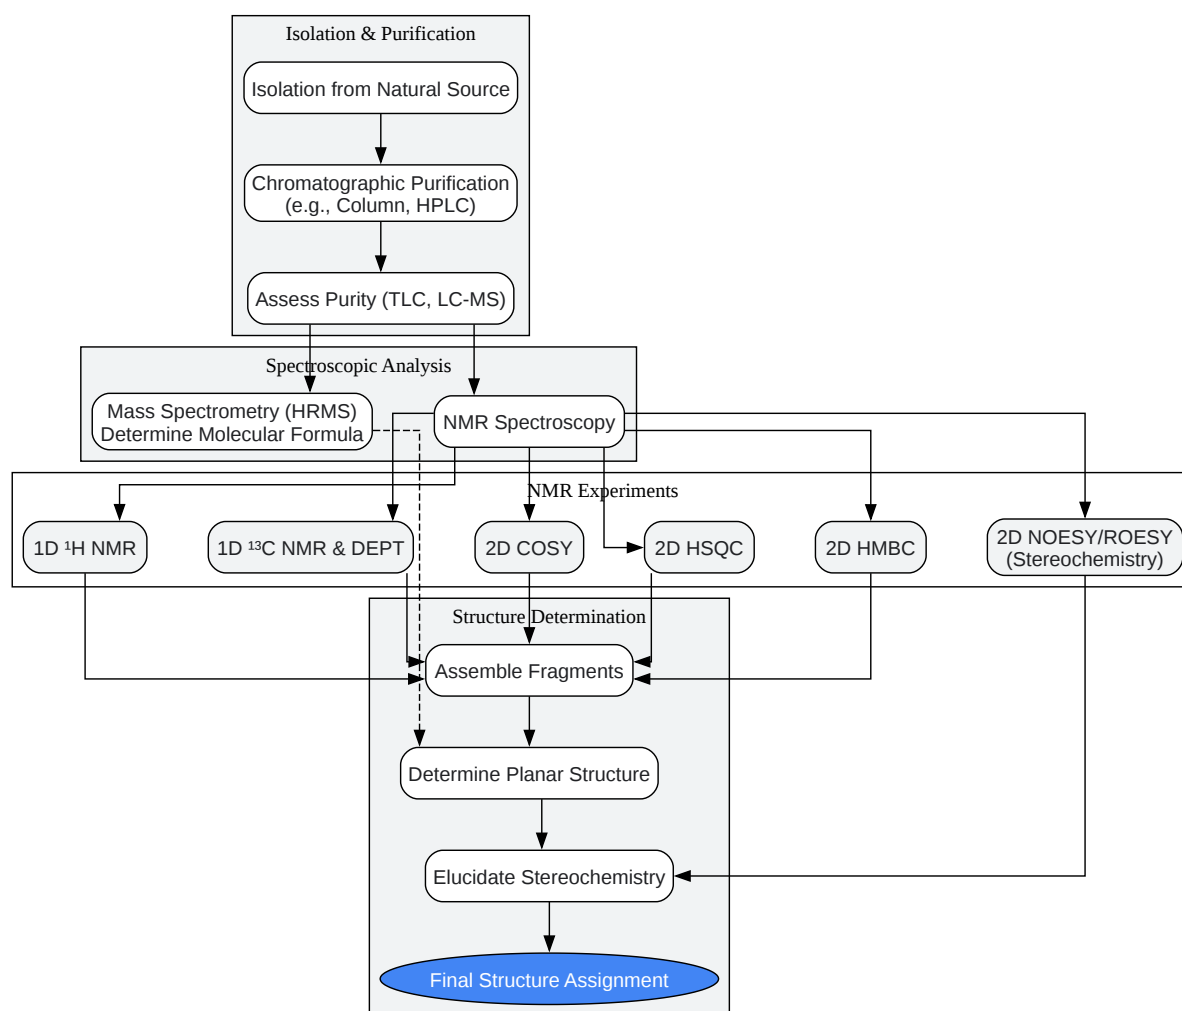 Isolation & Purification
Isolation from Natural Source
Chromatographic Purification
(e.g., Column, HPLC)
Assess Purity (TLC, LC-MS)
Spectroscopic Analysis
Mass Spectrometry (HRMS)
Determine Molecular Formula
NMR Spectroscopy
NMR Experiments
1D ¹H NMR
1D ¹³C NMR & DEPT
2D COSY
2D HSQC
2D HMBC
2D NOESY/ROESY
(Stereochemistry)
Structure Determination
Assemble Fragments
Determine Planar Structure
Elucidate Stereochemistry
Final Structure Assignment